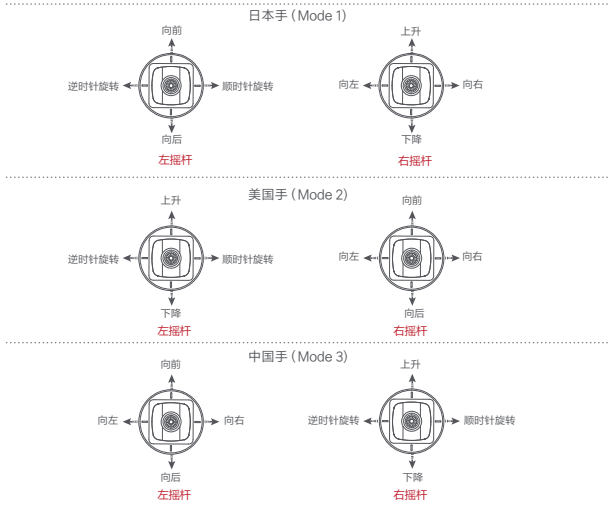 日本手 (Mode 1)
向前
上升
逆时针旋转
顺时针旋转
向左
向右
向后
下降
左摇杆
右摇杆
美国手 (Mode 2)
上升
向前
逆时针旋转
顺时针旋转
向左
向右
下降
向后
左摇杆
右摇杆
中国手 (Mode 3)
向前
上升
向左
向右
逆时针旋转
顺时针旋转
向后
下降
左摇杆
右摇杆